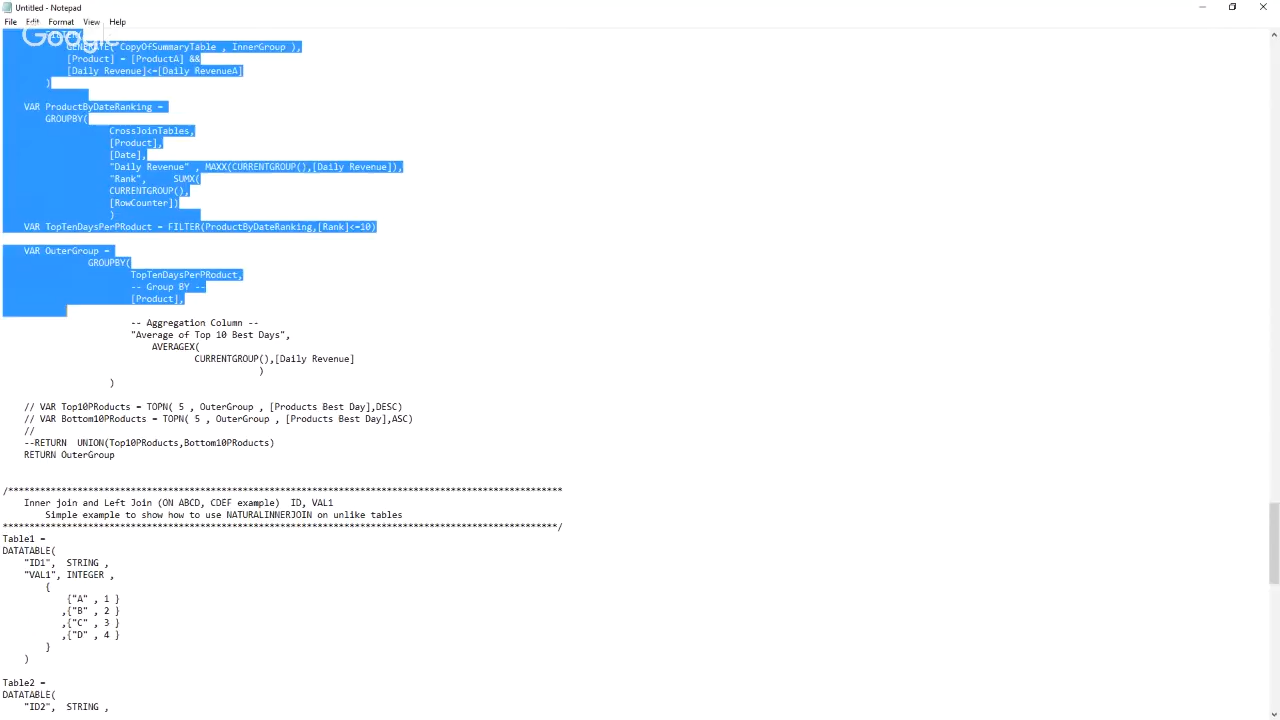 Untitled - Notepad
File Edit Format View Help
Google
FILTER(
GENERATE( CopyOfSummaryTable , InnerGroup ),
[Product] = [ProductA] &&
[Daily Revenue]<=[Daily RevenueA]
)
VAR ProductByDateRanking =
GROUPBY(
CrossJoinTables,
[Product],
[Date],
"Daily Revenue" , MAXX(CURRENTGROUP(),[Daily Revenue]),
"Rank", SUMX(
CURRENTGROUP(),
[RowCounter])
)
VAR TopTenDaysPerPRoduct = FILTER(ProductByDateRanking,[Rank]<=10)
VAR OuterGroup =
GROUPBY(
TopTenDaysPerPRoduct,
-- Group BY --
[Product],
-- Aggregation Column --
"Average of Top 10 Best Days",
AVERAGEX(
CURRENTGROUP(),[Daily Revenue]
)
)
// VAR Top10PRoducts = TOPN( 5 , OuterGroup , [Products Best Day],DESC)
// VAR Bottom10PRoducts = TOPN( 5 , OuterGroup , [Products Best Day],ASC)
//
--RETURN UNION(Top10PRoducts,Bottom10PRoducts)
RETURN OuterGroup
/********************************************************************************************************
Inner join and Left Join (ON ABCD, CDEF example) ID, VAL1
Simple example to show how to use NATURALINNERJOIN on unlike tables
********************************************************************************************************/
Table1 =
DATATABLE(
"ID1", STRING ,
"VAL1", INTEGER ,
{
{"A" , 1 }
,{"B" , 2 }
,{"C" , 3 }
,{"D" , 4 }
}
)
Table2 =
DATATABLE(
"ID2", STRING ,